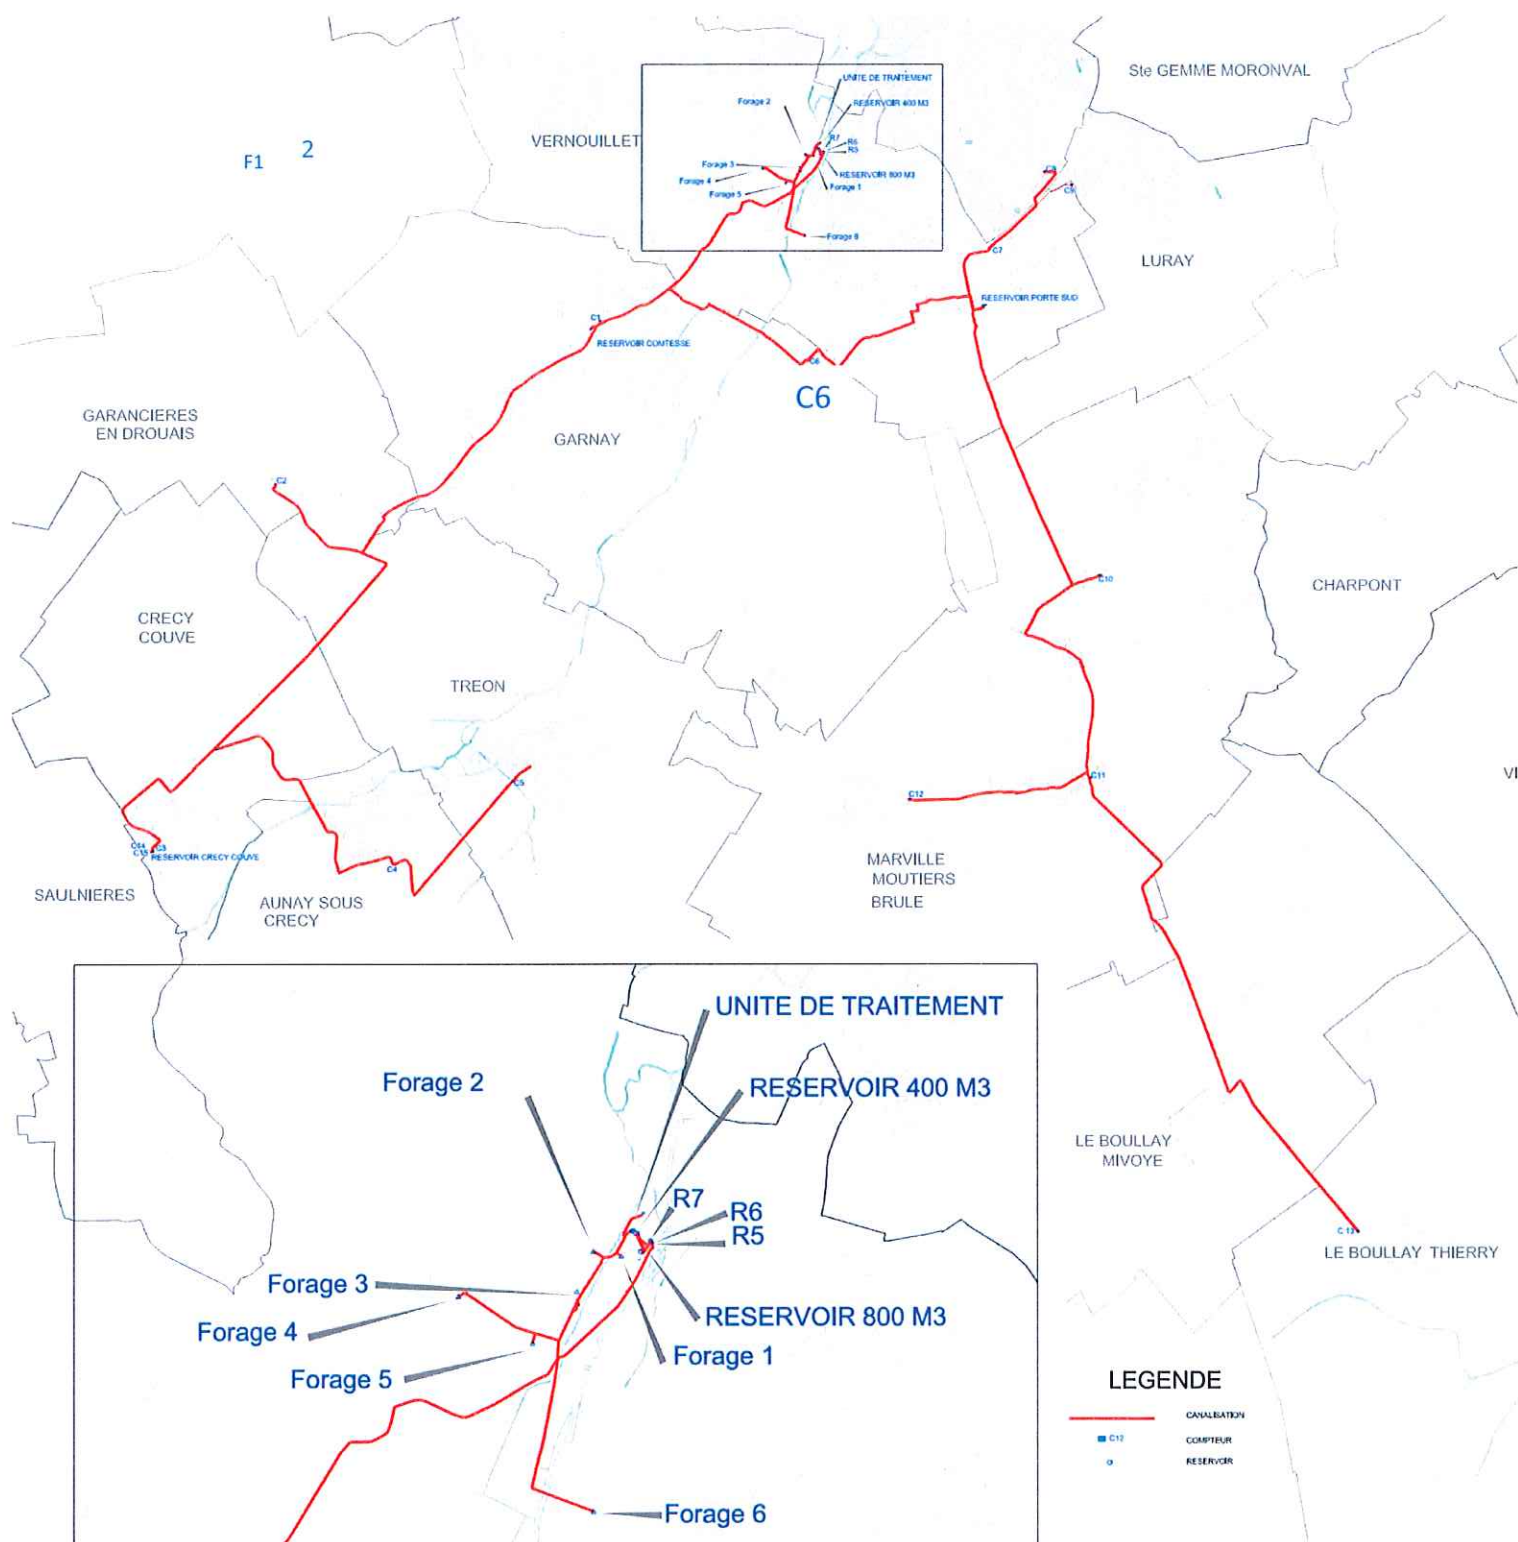 Ste GEMME MORONVAL
UNITE DE TRAITEMENT
Forage 2
RESERVOIR 400 M3
VERNOUILLET
F1
2
R7
R6
R5
Forage 3
RESERVOIR 800 M3
Forage 4
Forage 1
Forage 5
Forage 6
C8
C9
C7
LURAY
RESERVOIR PORTE SUD
C1
RESERVOIR COMTESSE
C6
C6
GARANCIERES
EN DROUAIS
GARNAY
C2
C10
CHARPONT
CRECY
COUVE
TREON
C5
C11
VI
C12
C14
C15
C3
RESERVOIR CRECY COUVE
C4
MARVILLE
MOUTIERS
BRULE
SAULNIERES
AUNAY SOUS
CRECY
UNITE DE TRAITEMENT
Forage 2
RESERVOIR 400 M3
LE BOULLAY
MIVOYE
R7
R6
R5
C 13
LE BOULLAY THIERRY
Forage 3
Forage 4
RESERVOIR 800 M3
Forage 1
Forage 5
LEGENDE
CANALISATION
C12
COMPTEUR
RESERVOIR
Forage 6